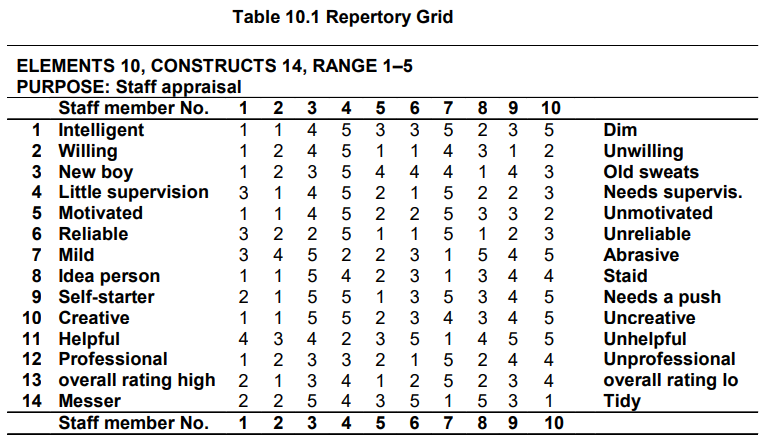 Table 10.1 Repertory Grid
ELEMENTS 10, CONSTRUCTS 14, RANGE 1–5
PURPOSE: Staff appraisal
Staff member No. 1 2 3 4 5 6 7 8 9 10
1 Intelligent 1 1 4 5 3 3 5 2 3 5 Dim
2 Willing 1 2 4 5 1 1 4 3 1 2 Unwilling
3 New boy 1 2 3 5 4 4 4 1 4 3 Old sweats
4 Little supervision 3 1 4 5 2 1 5 2 2 3 Needs supervis.
5 Motivated 1 1 4 5 2 2 5 3 3 2 Unmotivated
6 Reliable 3 2 2 5 1 1 5 1 2 3 Unreliable
7 Mild 3 4 5 2 2 3 1 5 4 5 Abrasive
8 Idea person 1 1 5 4 2 3 1 3 4 4 Staid
9 Self-starter 2 1 5 5 1 3 5 3 4 5 Needs a push
10 Creative 1 1 5 5 2 3 4 3 4 5 Uncreative
11 Helpful 4 3 4 2 3 5 1 4 5 5 Unhelpful
12 Professional 1 2 3 3 2 1 5 2 4 4 Unprofessional
13 overall rating high 2 1 3 4 1 2 5 2 3 4 overall rating lo
14 Messer 2 2 5 4 3 5 1 5 3 1 Tidy
Staff member No. 1 2 3 4 5 6 7 8 9 10